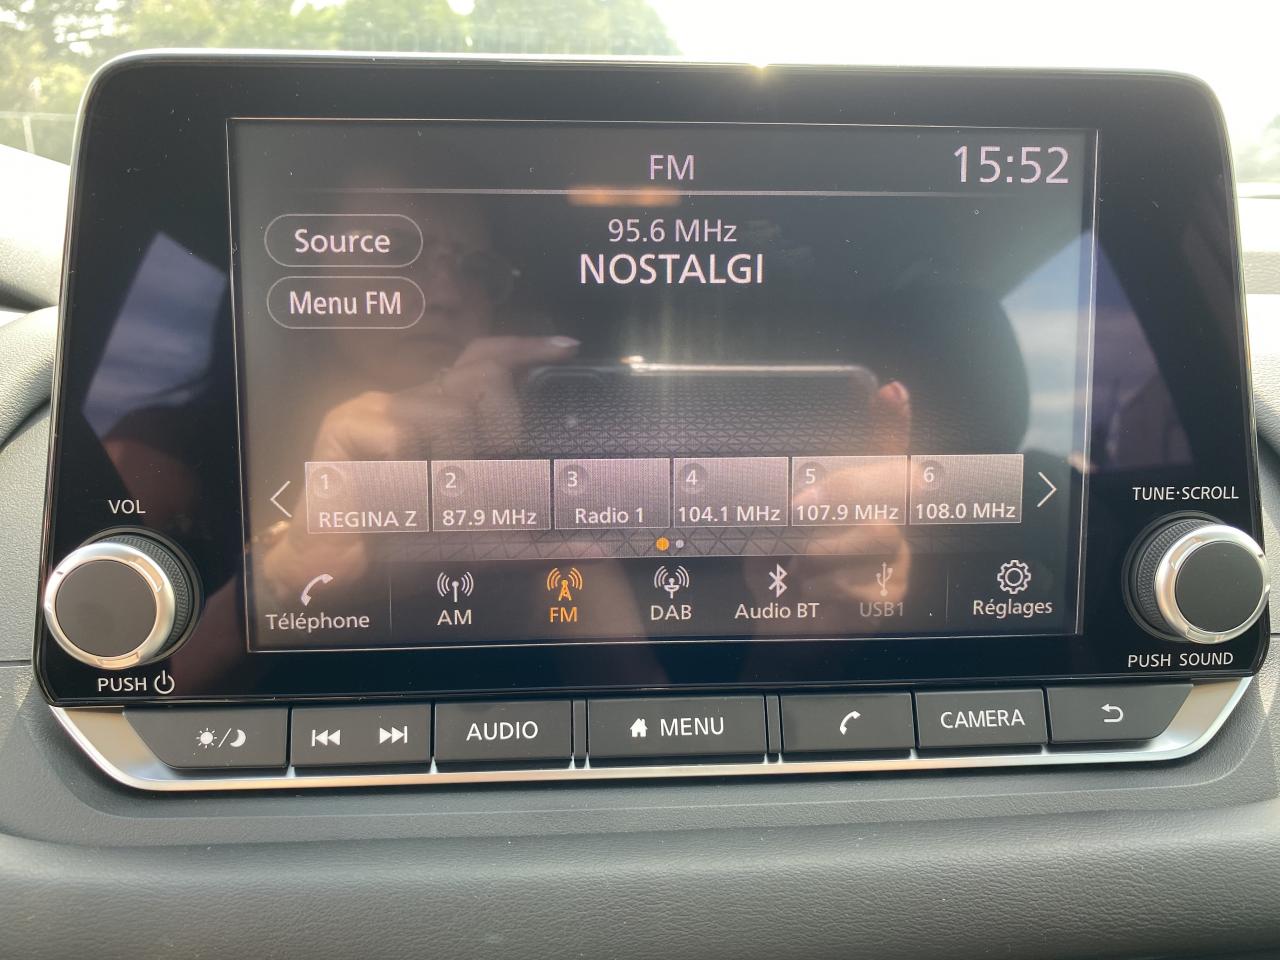 FM
15:52
Source
95.6 MHz
NOSTALGI
Menu FM
1
REGINA Z
2
87.9 MHz
3
Radio 1
4
104.1 MHz
5
107.9 MHz
6
108.0 MHz
VOL
TUNE·SCROLL
Téléphone
AM
FM
DAB
Audio BT
USB1
Réglages
PUSH
PUSH SOUND
AUDIO
MENU
CAMERA